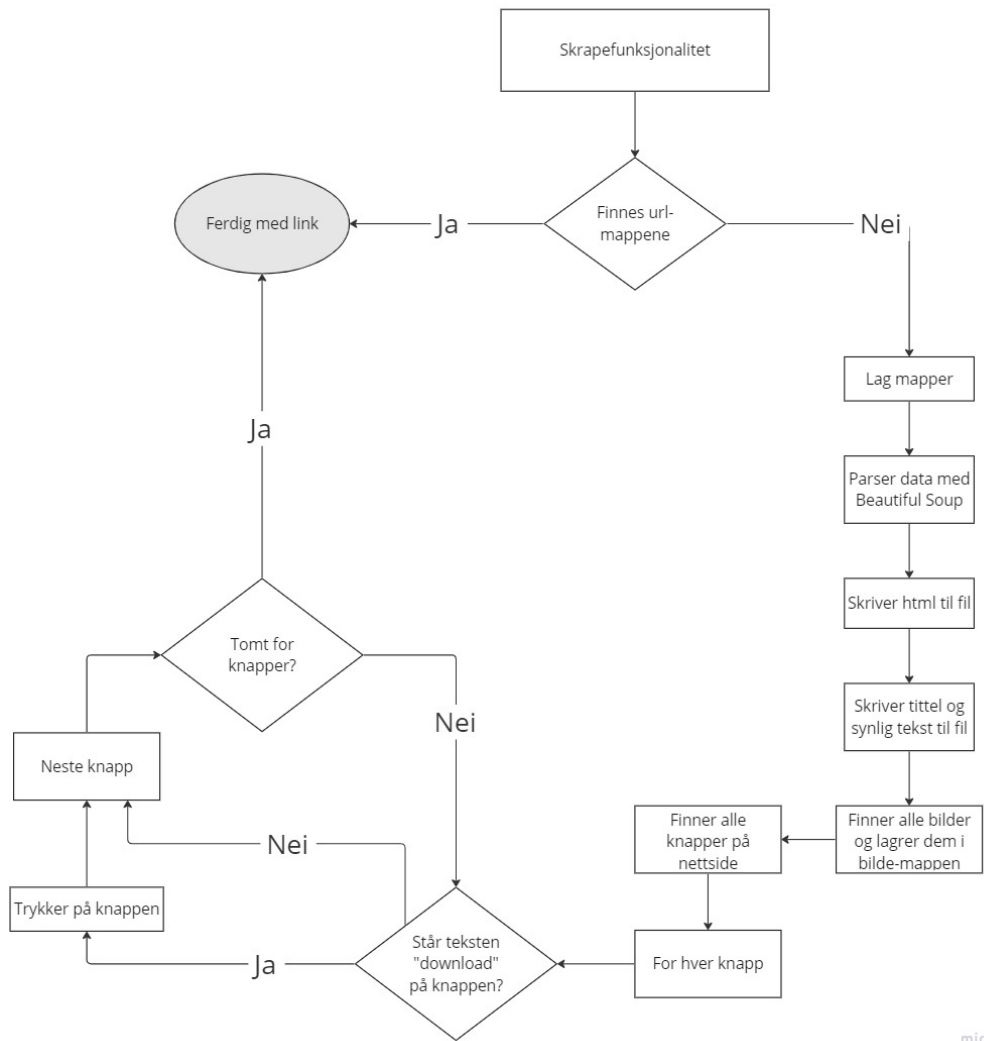 Skrapefunksjonalitet
Finnes url-
mappene
Ja
Ferdig med link
Nei
Lag mapper
Parser data med
Beautiful Soup
Skriver html til fil
Skriver tittel og
synlig tekst til fil
Finner alle bilder
og lagrer dem i
bilde-mappen
Finner alle
knapper på
nettside
For hver knapp
Står teksten
"download"
på knappen?
Ja
Trykker på knappen
Nei
Neste knapp
Tomt for
knapper?
Nei
Ja